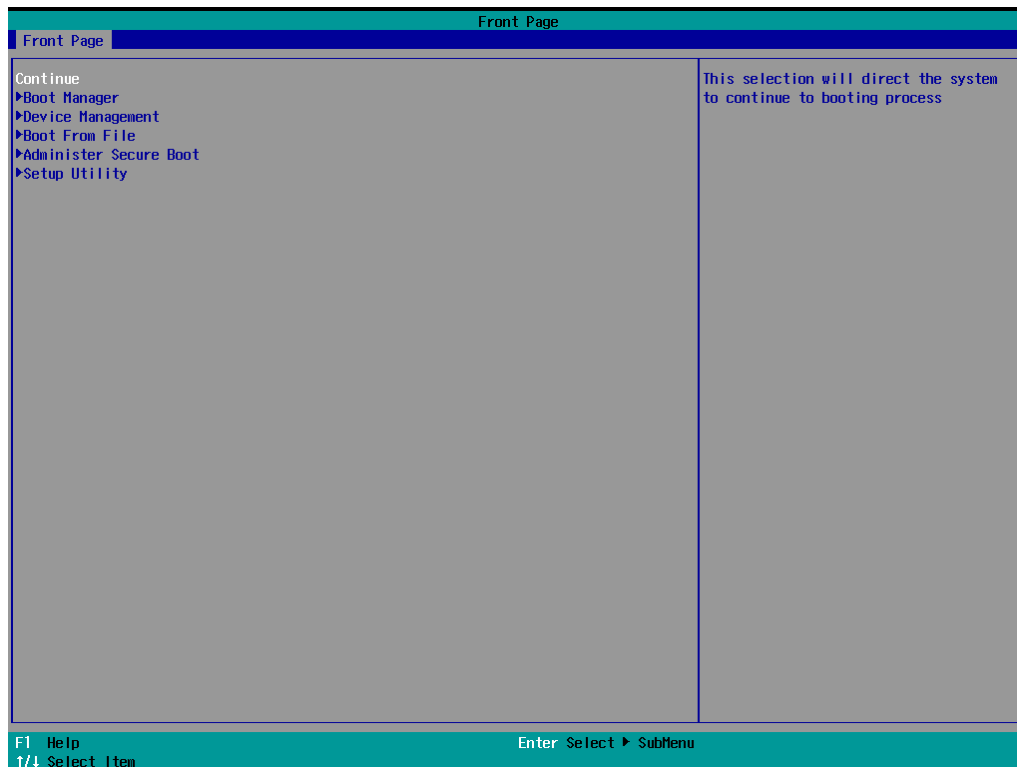 Front Page
Front Page
Continue
Boot Manager
Device Management
Boot From File
Administer Secure Boot
Setup Utility
This selection will direct the system
to continue to booting process
F1 Help
Enter Select ▶ SubMenu
↑/↓ Select Item